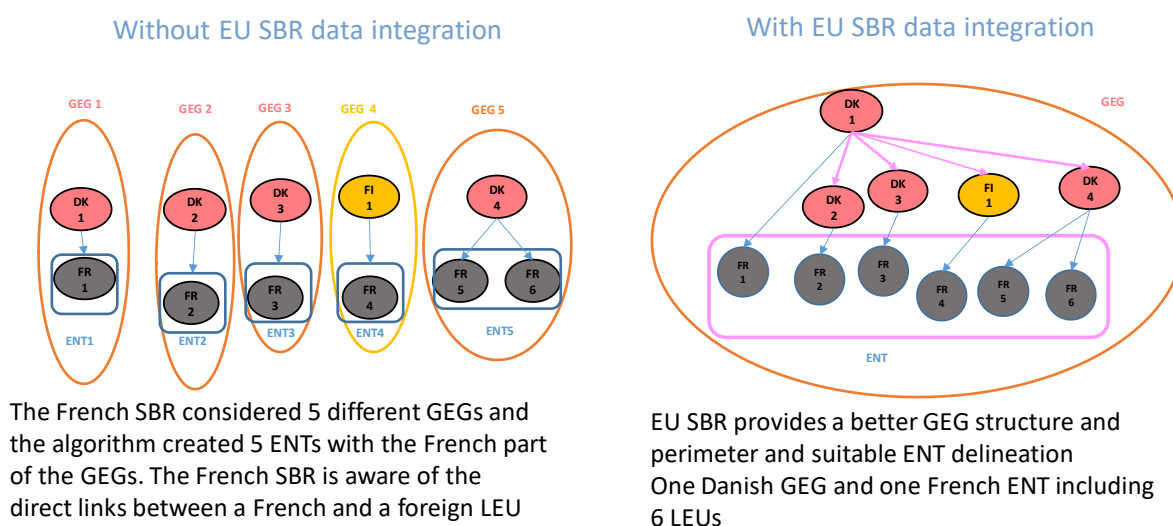 Without EU SBR data integration
GEG 1
GEG 2
GEG 3
GEG 4
GEG 5
DK
1
DK
2
DK
3
FI
1
DK
4
FR
1
FR
2
FR
3
FR
4
FR
5
FR
6
ENT1
ENT2
ENT3
ENT4
ENT5
The French SBR considered 5 different GEGs and
the algorithm created 5 ENTs with the French part
of the GEGs. The French SBR is aware of the
direct links between a French and a foreign LEU
With EU SBR data integration
GEG
DK
1
DK
2
DK
3
FI
1
DK
4
FR
1
FR
2
FR
3
FR
4
FR
5
FR
6
ENT
EU SBR provides a better GEG structure and
perimeter and suitable ENT delineation
One Danish GEG and one French ENT including
6 LEUs